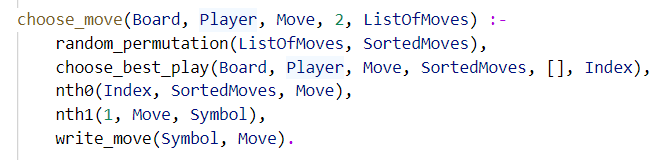 choose_move(Board, Player, Move, 2, ListOfMoves) :-
random_permutation(ListOfMoves, SortedMoves),
choose_best_play(Board, Player, Move, SortedMoves, [], Index),
nth0(Index, SortedMoves, Move),
nth1(1, Move, Symbol),
write_move(Symbol, Move).